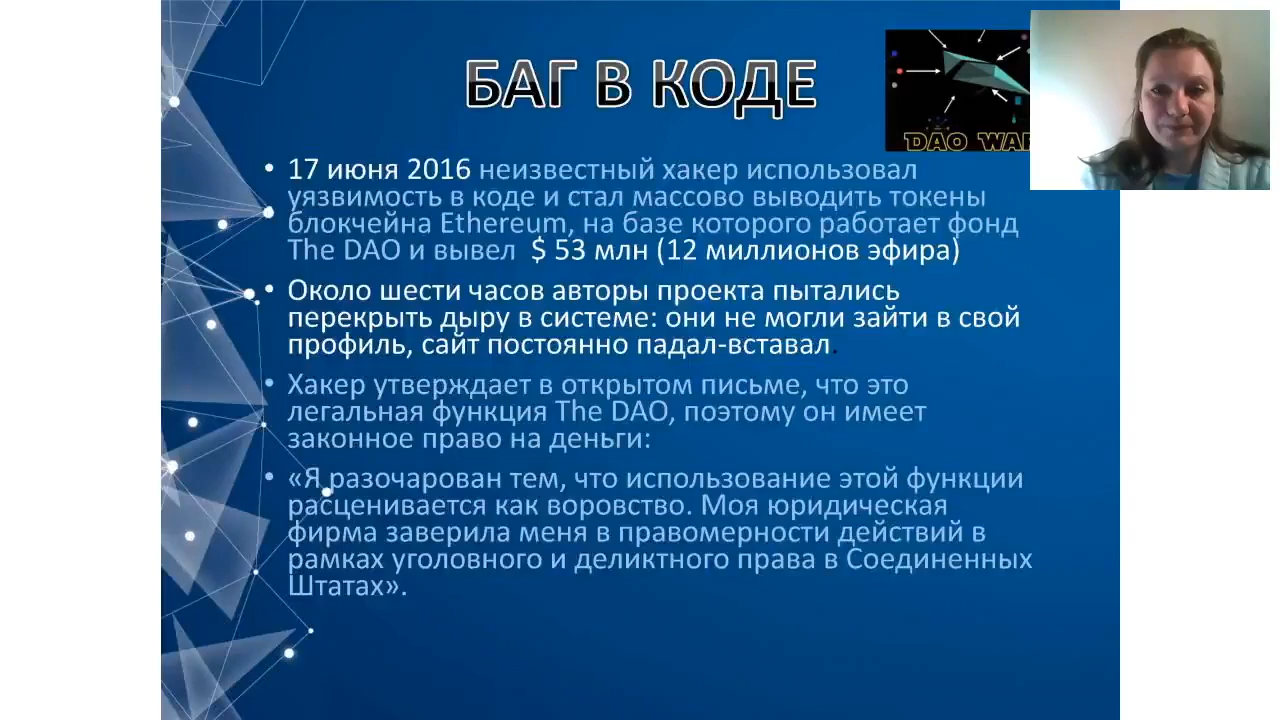 БАГ В КОДЕ
DAO WAR
• 17 июня 2016 неизвестный хакер использовал
уязвимость в коде и стал массово выводить токены
блокчейна Ethereum, на базе которого работает фонд
The DAO и вывел $ 53 млн (12 миллионов эфира)
• Около шести часов авторы проекта пытались
перекрыть дыру в системе: они не могли зайти в свой
профиль, сайт постоянно падал-вставал.
• Хакер утверждает в открытом письме, что это
легальная функция The DAO, поэтому он имеет
законное право на деньги:
• «Я разочарован тем, что использование этой функции
расценивается как воровство. Моя юридическая
фирма заверила меня в правомерности действий в
рамках уголовного и деликтного права в Соединенных
Штатах».